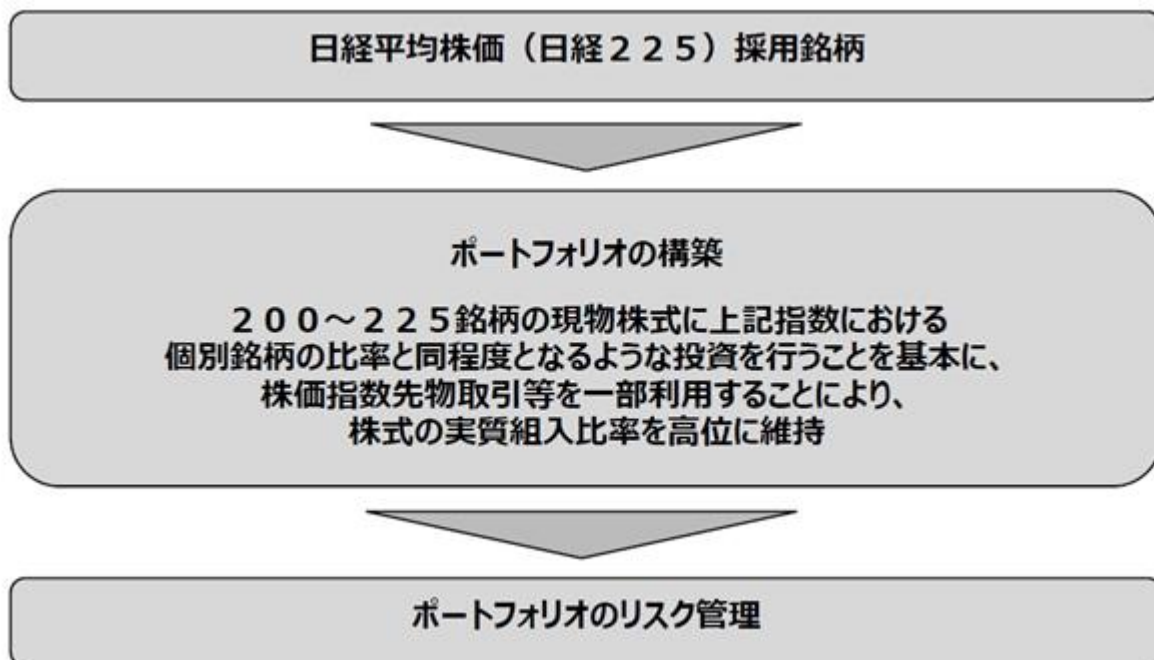 日経平均株価（日経２２５）採用銘柄
ポートフォリオの構築
２００～２２５銘柄の現物株式に上記指数における
個別銘柄の比率と同程度となるような投資を行うことを基本に、
株価指数先物取引等を一部利用することにより、
株式の実質組入比率を高位に維持
ポートフォリオのリスク管理